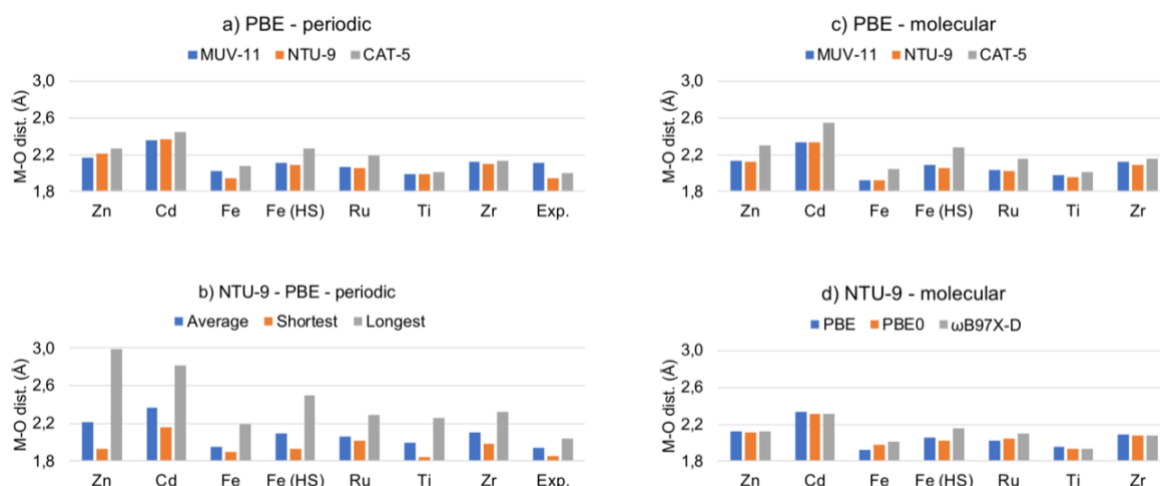 a) PBE - periodic
MUV-11 NTU-9 CAT-5
M-O dist. (Å)
3,0
2,6
2,2
1,8
Zn Cd Fe Fe (HS) Ru Ti Zr Exp.
b) NTU-9 - PBE - periodic
Average Shortest Longest
M-O dist. (Å)
3,0
2,6
2,2
1,8
Zn Cd Fe Fe (HS) Ru Ti Zr Exp.
c) PBE - molecular
MUV-11 NTU-9 CAT-5
M-O dist. (Å)
3,0
2,6
2,2
1,8
Zn Cd Fe Fe (HS) Ru Ti Zr
d) NTU-9 - molecular
PBE PBE0 ωB97X-D
M-O dist. (Å)
3,0
2,6
2,2
1,8
Zn Cd Fe Fe (HS) Ru Ti Zr